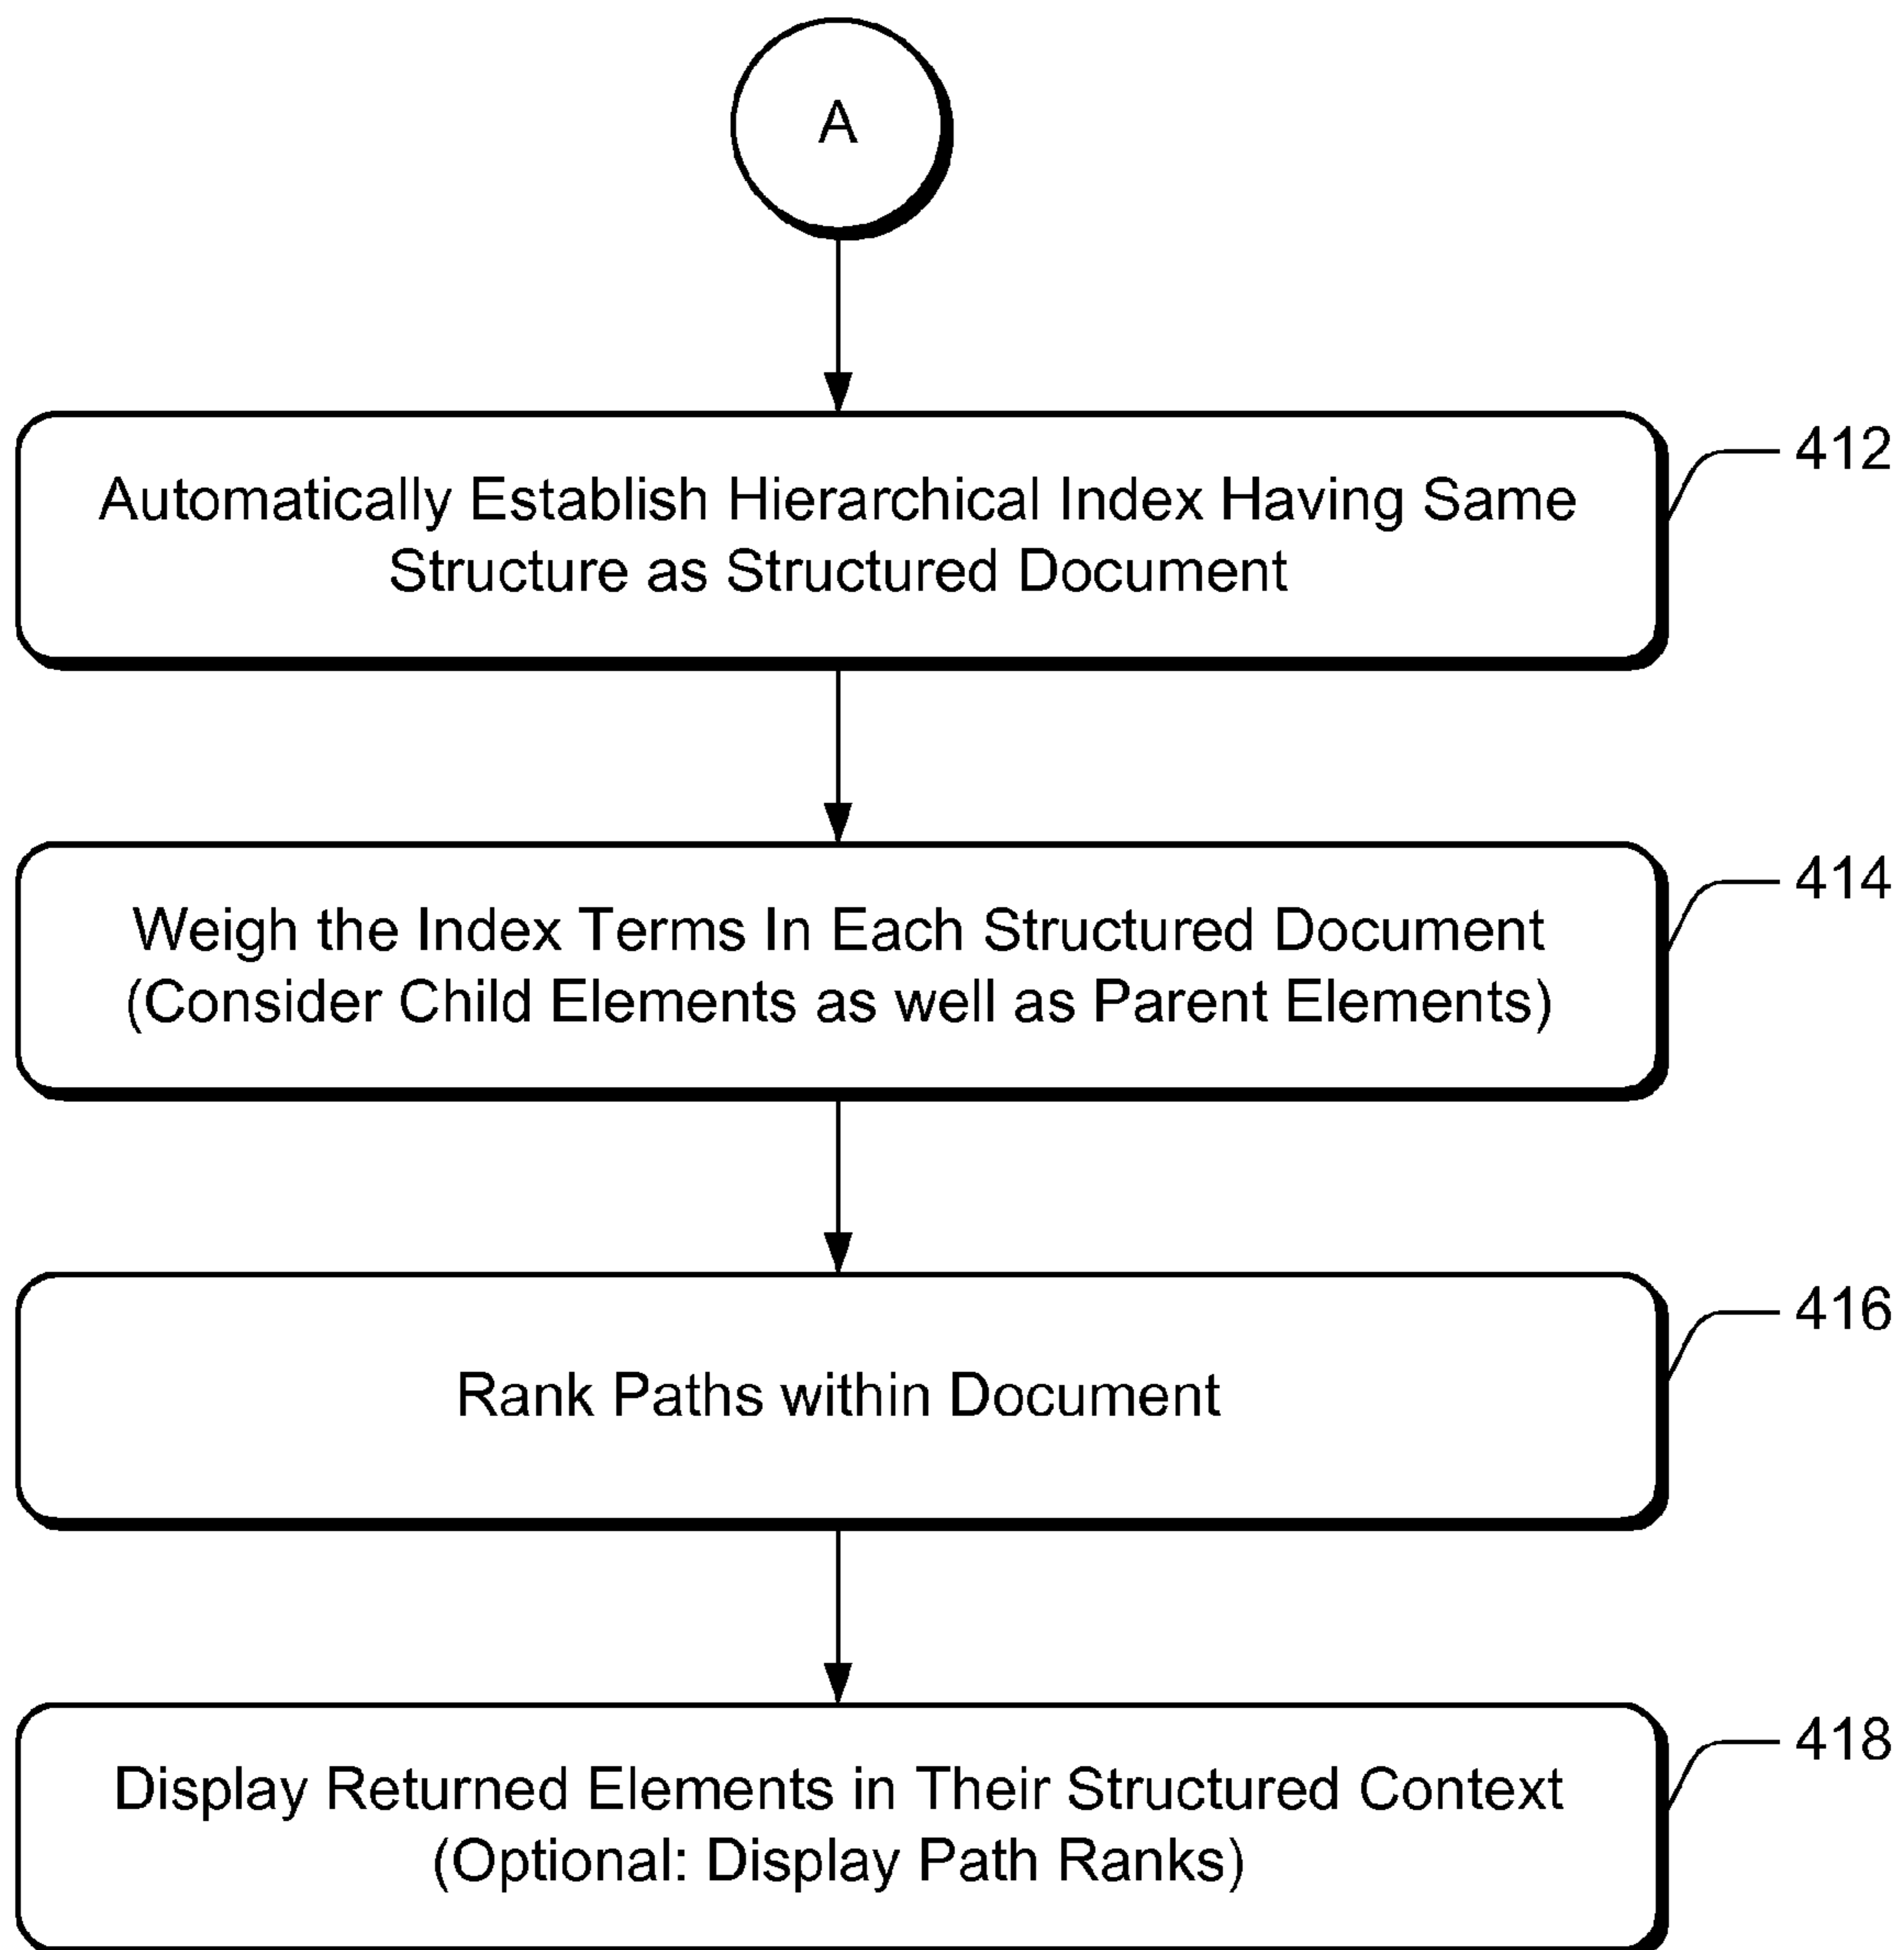 A
Automatically Establish Hierarchical Index Having Same
Structure as Structured Document
412
Weigh the Index Terms In Each Structured Document
(Consider Child Elements as well as Parent Elements)
414
Rank Paths within Document
416
Display Returned Elements in Their Structured Context
(Optional: Display Path Ranks)
418